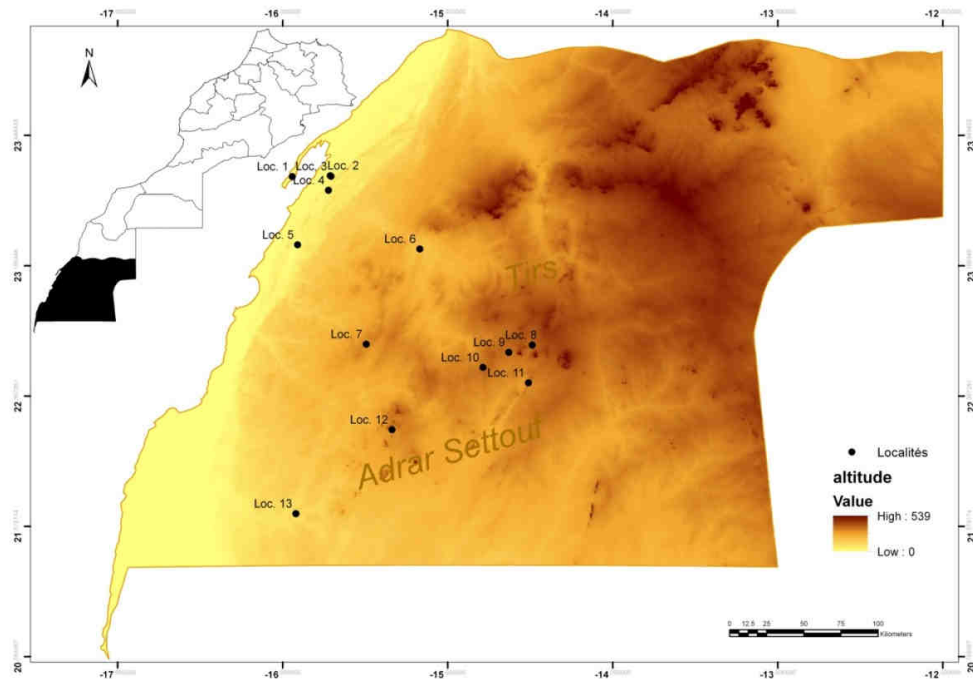 -17 -16 -15 -14 -13 -12
N
23 23
Loc. 1 Loc. 3 Loc. 2
Loc. 4
Loc. 5
Loc. 6
23 23
Tirs
Loc. 7
Loc. 8
Loc. 9
Loc. 10
Loc. 11
22 22
Loc. 12
Adrar Settouf
Localités
altitude
Value
High : 539
Low : 0
Loc. 13
21 21
0 12.5 25 50 75 100
Kilometers
20 20
-17 -16 -15 -14 -13 -12